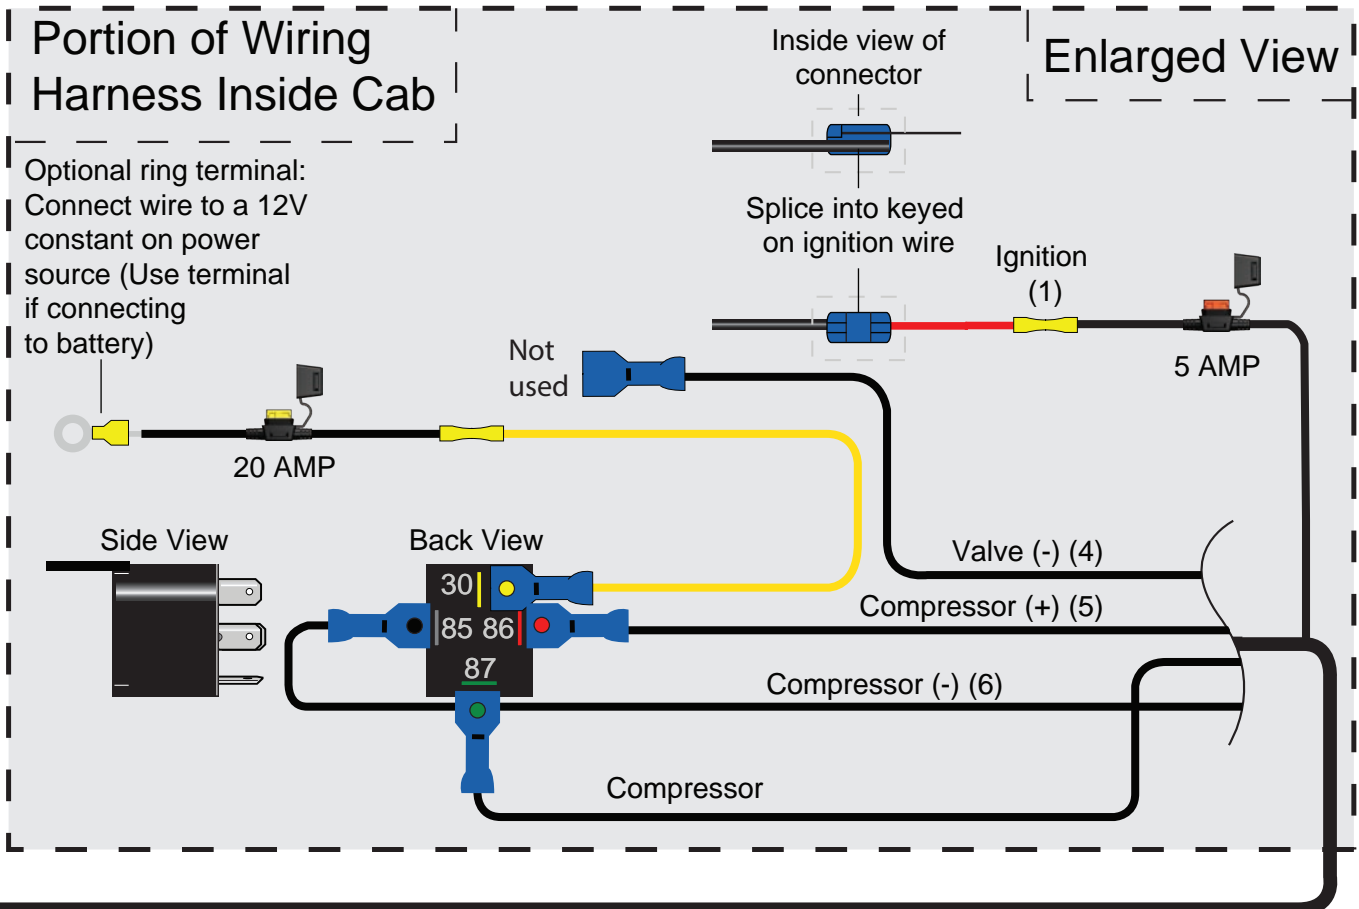 Portion of Wiring
Harness Inside Cab
Inside view of
connector
Enlarged View
Optional ring terminal:
Connect wire to a 12V
constant on power
source (Use terminal
if connecting
to battery)
Splice into keyed
on ignition wire
Ignition
(1)
5 AMP
Not
used
20 AMP
Side View
Back View
Valve (-) (4)
30
Compressor (+) (5)
85 86
87
Compressor (-) (6)
Compressor